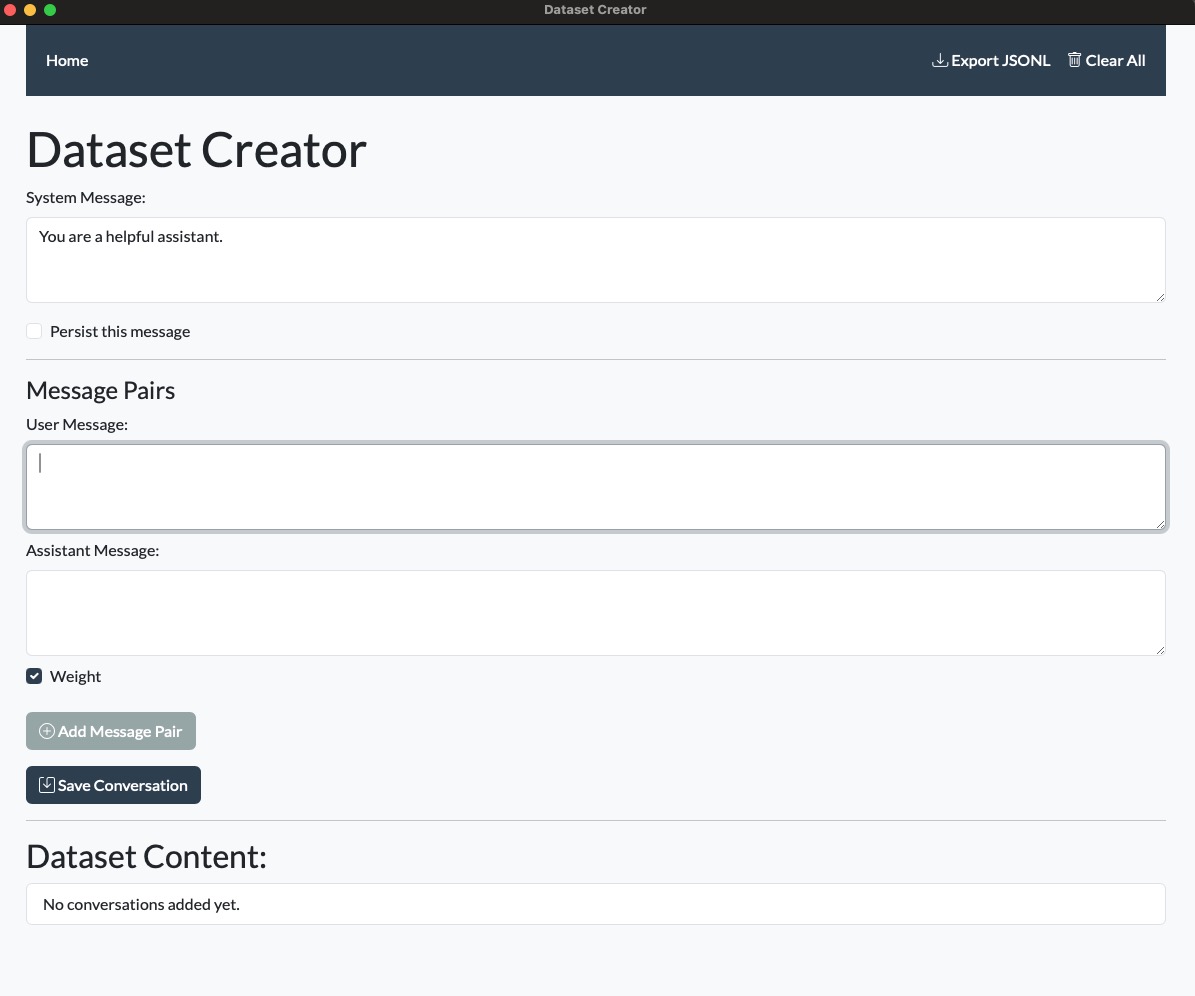 Dataset Creator
Home Export JSONL Clear All
Dataset Creator
System Message:
You are a helpful assistant.
Persist this message
Message Pairs
User Message:
Assistant Message:
Weight
Add Message Pair
Save Conversation
Dataset Content:
No conversations added yet.